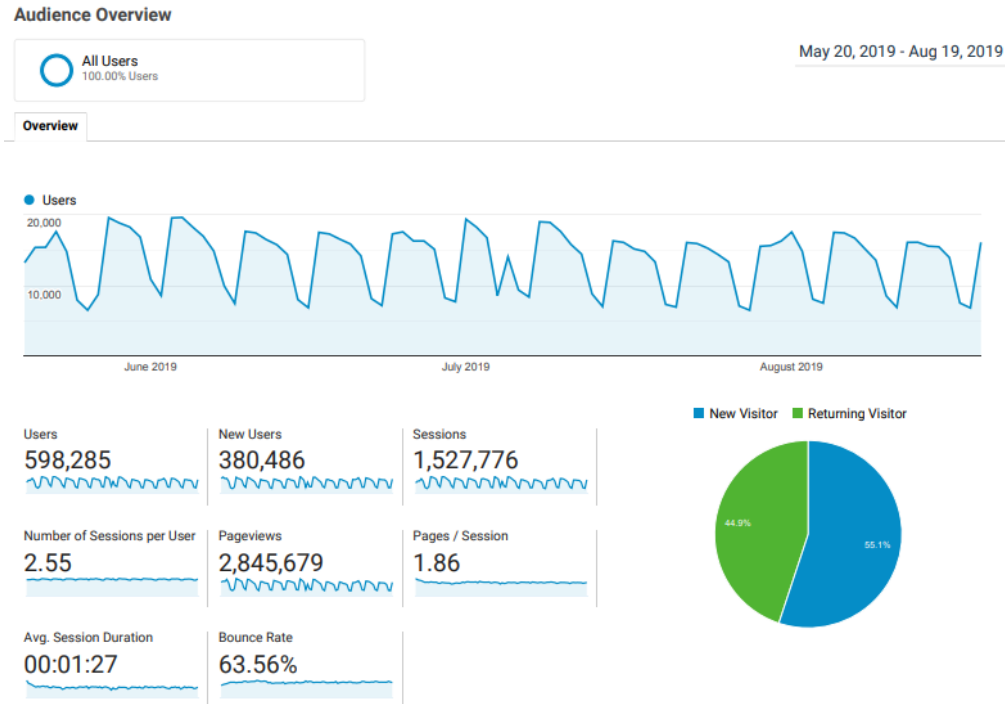 Audience Overview
All Users
100.00% Users
May 20, 2019 - Aug 19, 2019
Overview
Users
20,000
10,000
June 2019
July 2019
August 2019
New Visitor
Returning Visitor
Users
598,285
New Users
380,486
Sessions
1,527,776
Number of Sessions per User
2.55
Pageviews
2,845,679
Pages / Session
1.86
Avg. Session Duration
00:01:27
Bounce Rate
63.56%
44.9%
55.1%